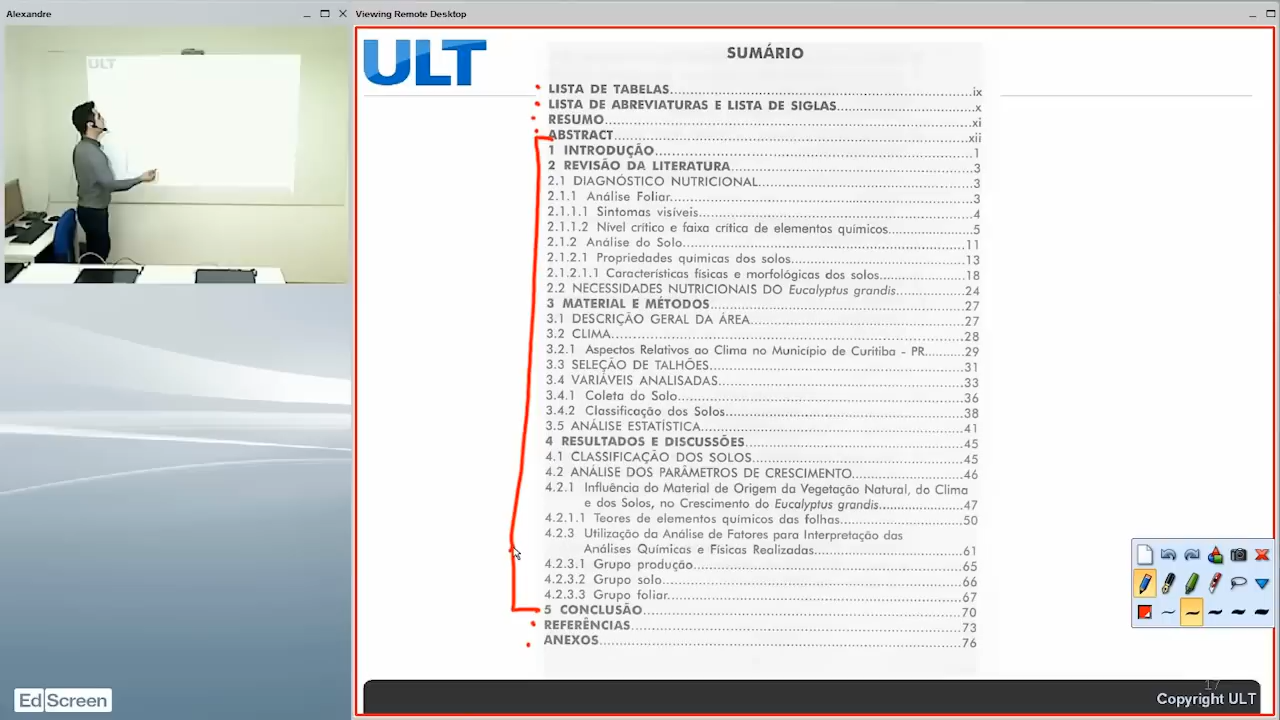 Alexandre
Viewing Remote Desktop
ULT
ULT
SUMÁRIO
LISTA DE TABELAS ix
LISTA DE ABREVIATURAS E LISTA DE SIGLAS x
RESUMO xi
ABSTRACT xii
1 INTRODUÇÃO 1
2 REVISÃO DA LITERATURA 3
2.1 DIAGNÓSTICO NUTRICIONAL 3
2.1.1 Análise Foliar 3
2.1.1.1 Sintomas visíveis 4
2.1.1.2 Nível crítico e faixa crítica de elementos químicos 5
2.1.2 Análise do Solo 11
2.1.2.1 Propriedades químicas dos solos 13
2.1.2.1.1 Características físicas e morfológicas dos solos 18
2.2 NECESSIDADES NUTRICIONAIS DO Eucalyptus grandis 24
3 MATERIAL E MÉTODOS 27
3.1 DESCRIÇÃO GERAL DA ÁREA 27
3.2 CLIMA 28
3.2.1 Aspectos Relativos ao Clima no Município de Curitiba - PR 29
3.3 SELEÇÃO DE TALHÕES 31
3.4 VARIÁVEIS ANALISADAS 33
3.4.1 Coleta do Solo 36
3.4.2 Classificação dos Solos 38
3.5 ANÁLISE ESTATÍSTICA 41
4 RESULTADOS E DISCUSSÕES 45
4.1 CLASSIFICAÇÃO DOS SOLOS 45
4.2 ANÁLISE DOS PARÂMETROS DE CRESCIMENTO 46
4.2.1 Influência do Material de Origem da Vegetação Natural, do Clima
e dos Solos, no Crescimento do Eucalyptus grandis 47
4.2.1.1 Teores de elementos químicos das folhas 50
4.2.3 Utilização da Análise de Fatores para Interpretação das
Análises Químicas e Físicas Realizadas 61
4.2.3.1 Grupo produção 65
4.2.3.2 Grupo solo 66
4.2.3.3 Grupo foliar 67
5 CONCLUSÃO 70
REFERÊNCIAS 73
ANEXOS 76
17
Copyright ULT
Ed Screen